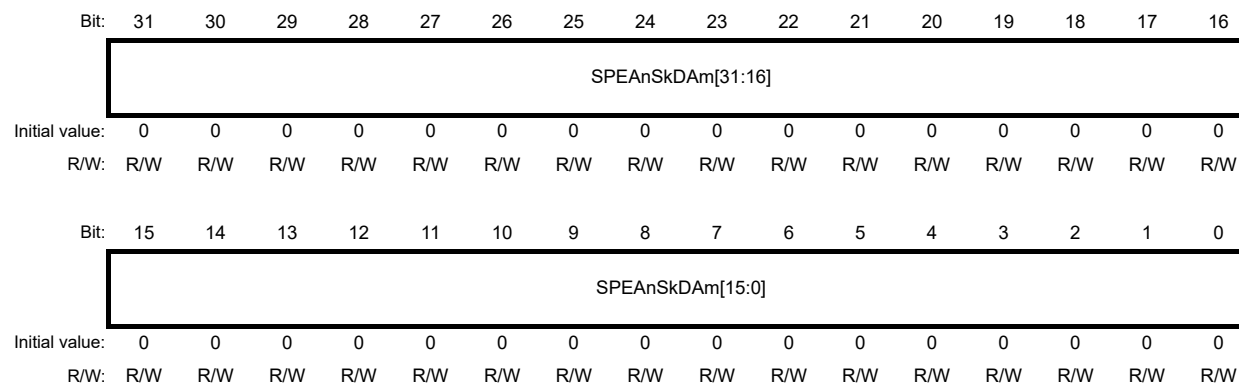 Bit: 31 30 29 28 27 26 25 24 23 22 21 20 19 18 17 16
SPEAnSkDAm[31:16]
Initial value: 0 0 0 0 0 0 0 0 0 0 0 0 0 0 0 0
R/W: R/W R/W R/W R/W R/W R/W R/W R/W R/W R/W R/W R/W R/W R/W R/W R/W
Bit: 15 14 13 12 11 10 9 8 7 6 5 4 3 2 1 0
SPEAnSkDAm[15:0]
Initial value: 0 0 0 0 0 0 0 0 0 0 0 0 0 0 0 0
R/W: R/W R/W R/W R/W R/W R/W R/W R/W R/W R/W R/W R/W R/W R/W R/W R/W